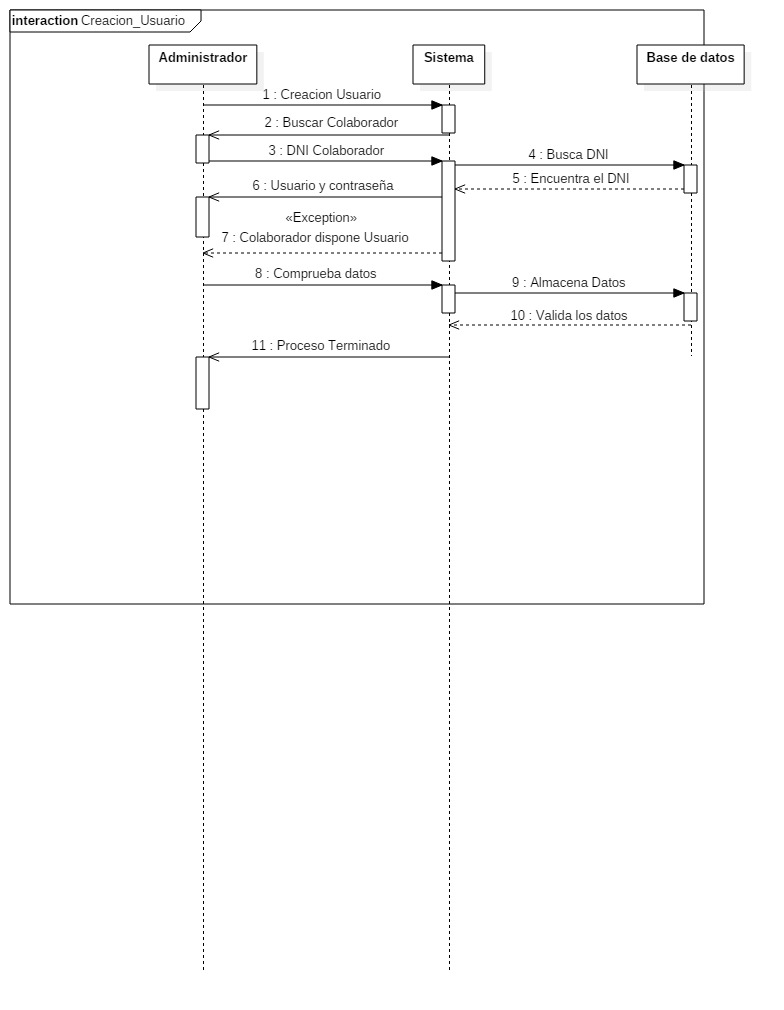 interaction Creacion_Usuario
Administrador
Sistema
Base de datos
1 : Creacion Usuario
2 : Buscar Colaborador
3 : DNI Colaborador
4 : Busca DNI
5 : Encuentra el DNI
6 : Usuario y contraseña
«Exception»
7 : Colaborador dispone Usuario
8 : Comprueba datos
9 : Almacena Datos
10 : Valida los datos
11 : Proceso Terminado